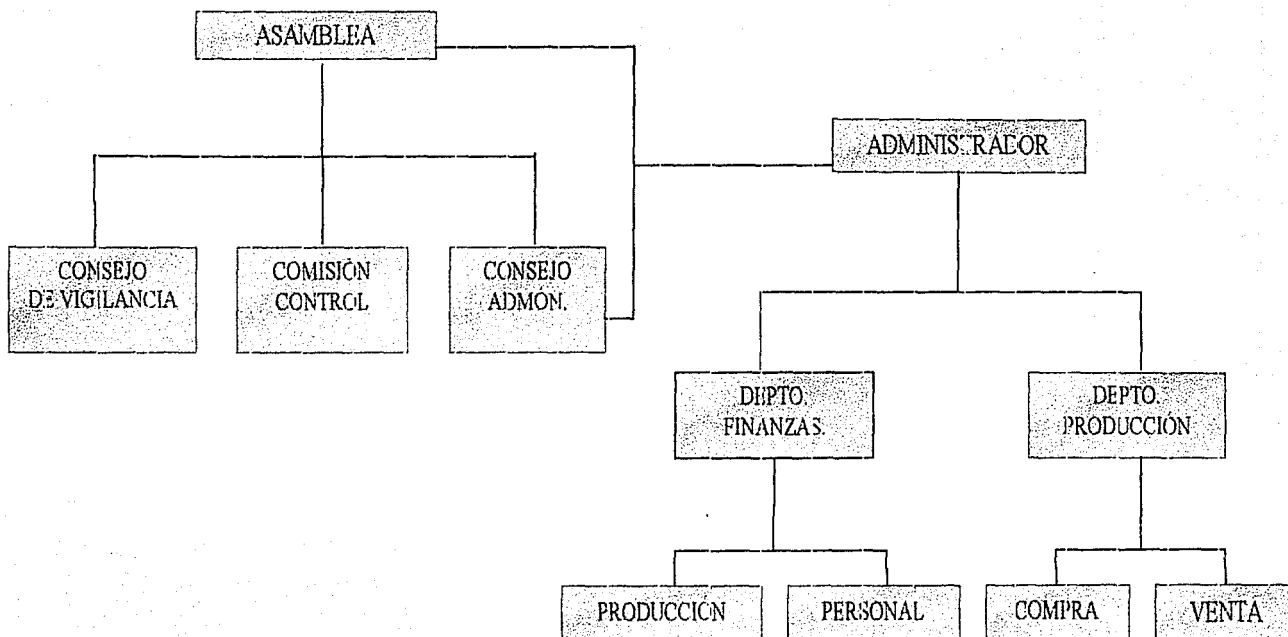 ASAMBLEA
ADMINISTRADOR
CONSEJO
DE VIGILANCIA
COMISIÓN
CONTROL
CONSEJO
ADMÓN.
DEPTO.
FINANZAS.
DEPTO.
PRODUCCIÓN
PRODUCCIÓN
PERSONAL
COMPRA
VENTA